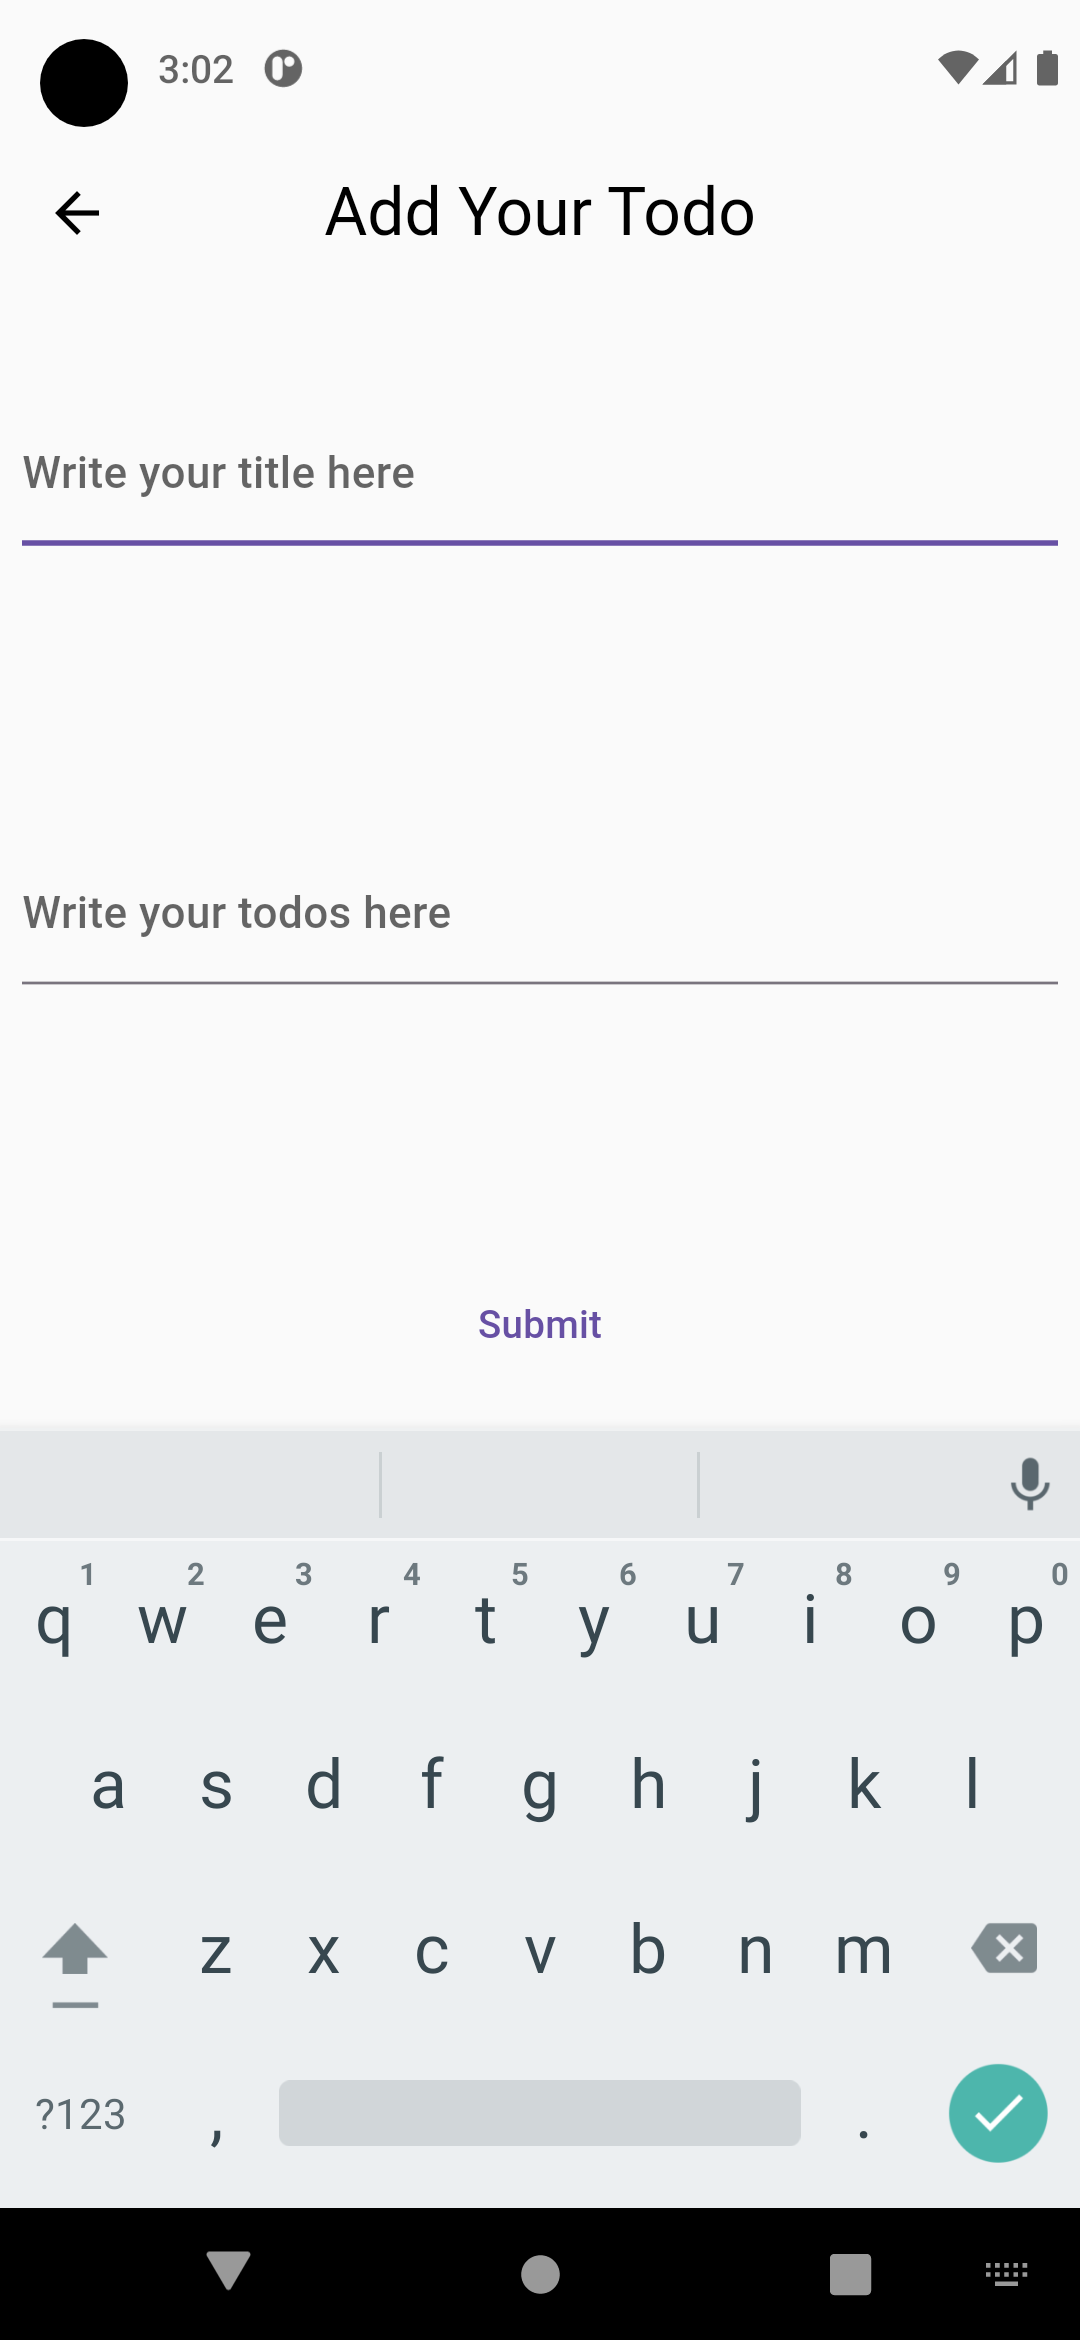 3:02
Add Your Todo
Write your title here
Write your todos here
Submit
1 2 3 4 5 6 7 8 9 0
q w e r t y u i o p
a s d f g h j k l
z x c v b n m
?123 , .